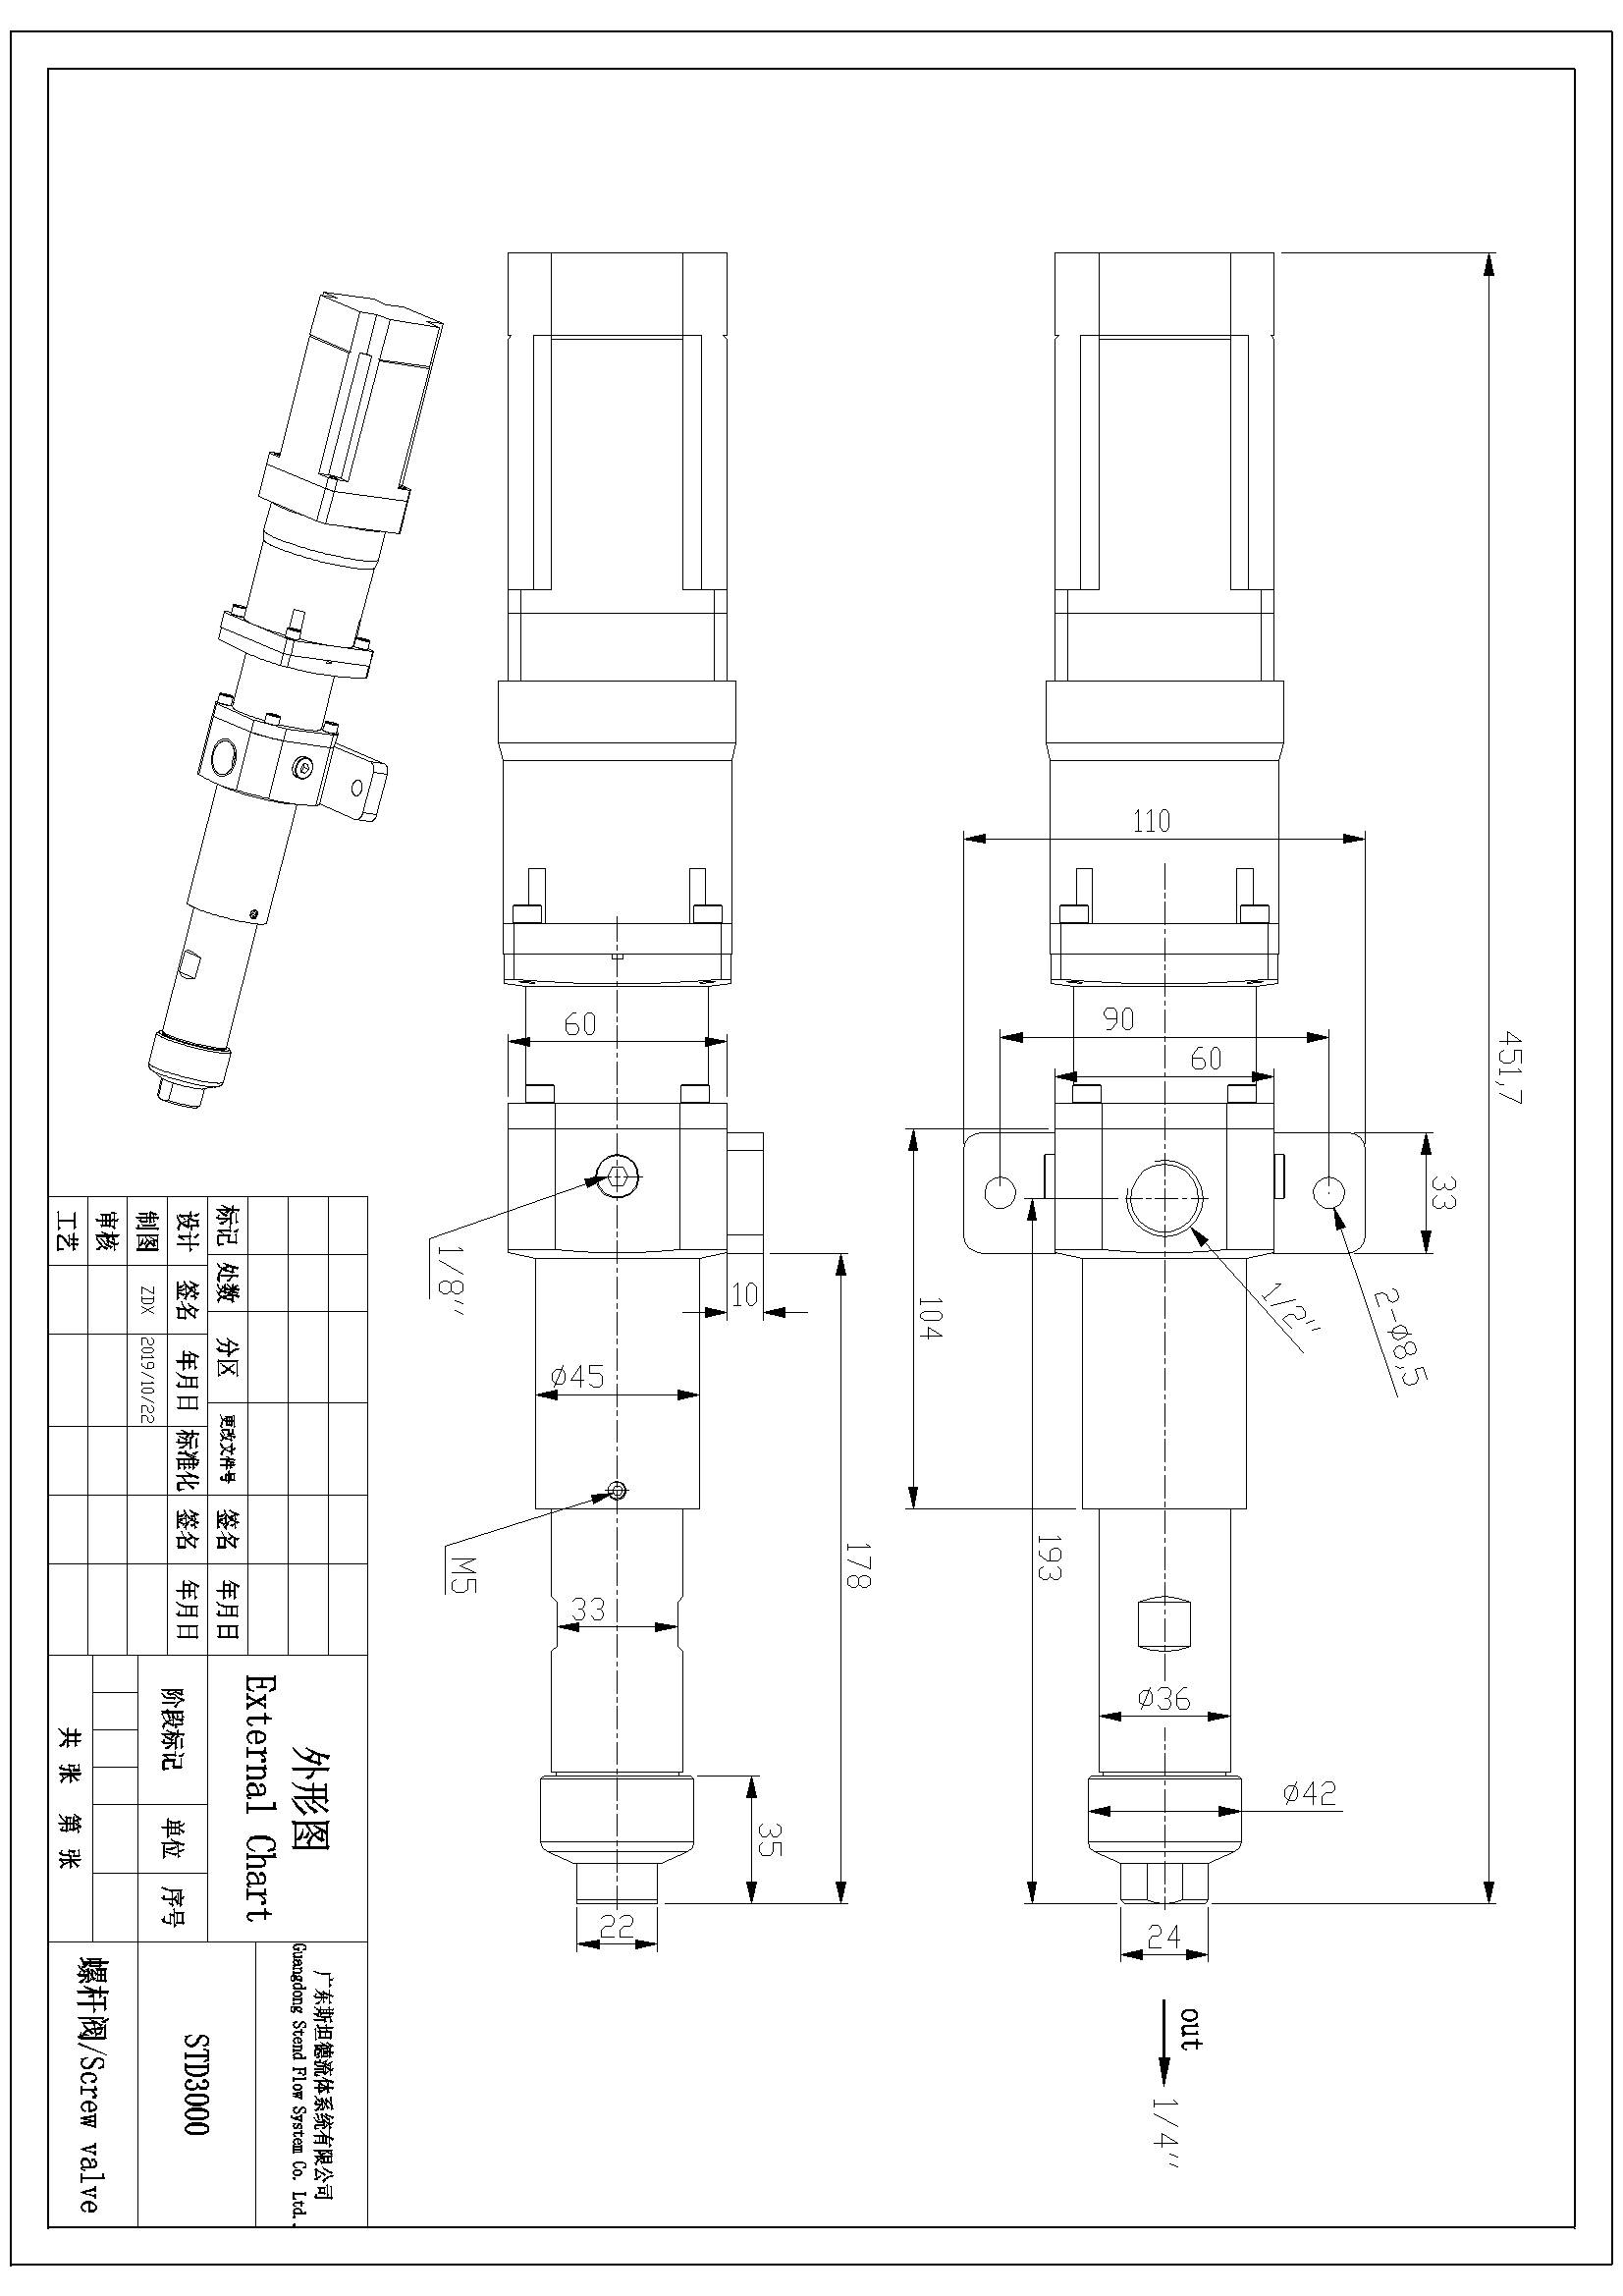 451,7
110
90
60
33
2-ø8,5
1/2"
193
104
ø36
ø42
24
out
1/4"
60
10
1/8"
ø45
178
M5
33
35
22
标记 处数 分区 更改文件号 签名 年月日
设计 签名 年月日 标准化 签名 年月日
制图 ZDX 2019/10/22
审核
工艺
外形图
External Chart
阶段标记 单位 序号
共 张 第 张
广东斯坦德流体系统有限公司
Guangdong Stend Flow System Co. Ltd.,
STD3000
螺杆阀/Screw valve